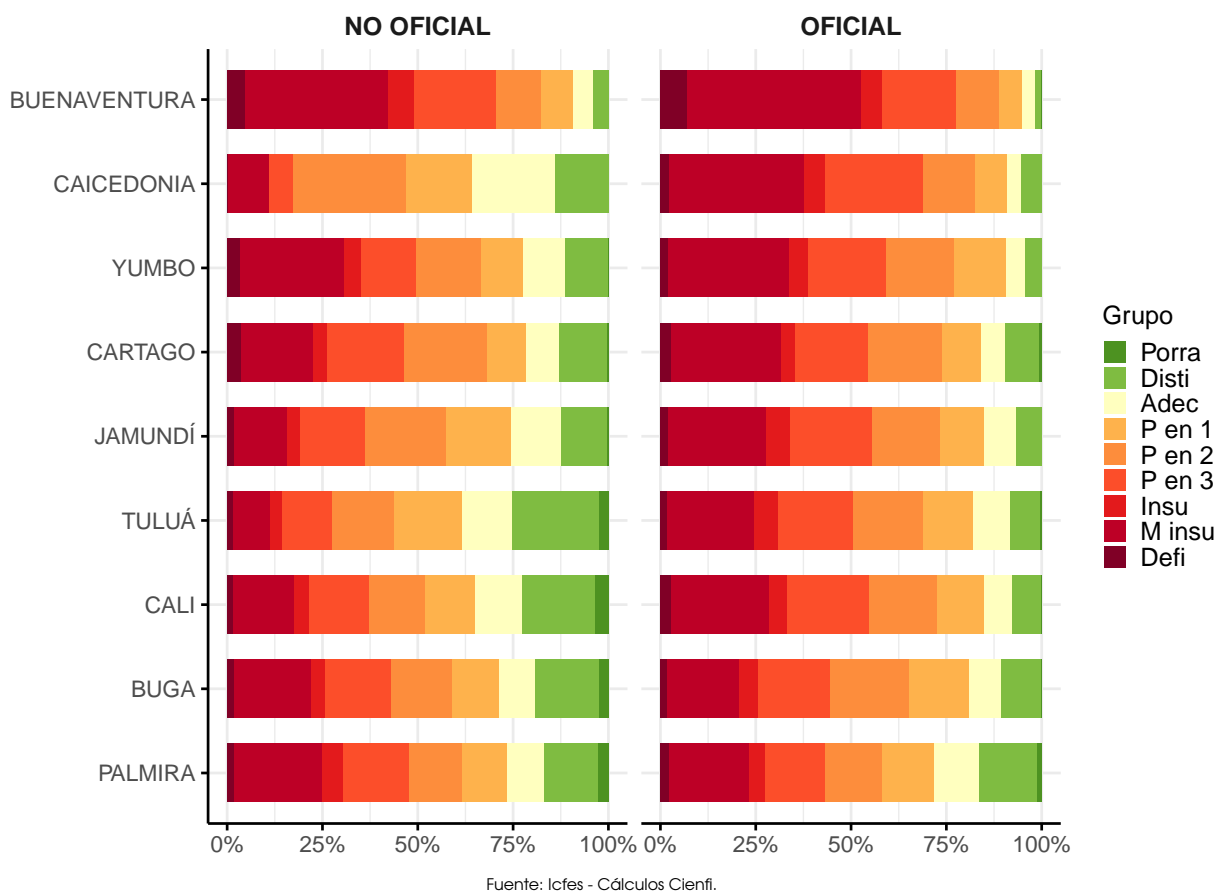 NO OFICIAL
OFICIAL
BUENAVENTURA
CAICEDONIA
YUMBO
CARTAGO
JAMUNDÍ
TULUÁ
CALI
BUGA
PALMIRA
0% 25% 50% 75% 100%
0% 25% 50% 75% 100%
Grupo
Porra
Disti
Adec
P en 1
P en 2
P en 3
Insu
M insu
Defi
Fuente: Icfes - Cálculos Cienfi.